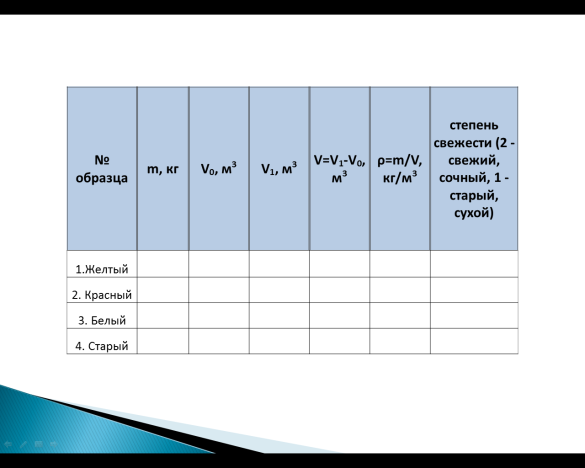 №
образца
m, кг
V₀, м³
V₁, м³
V=V₁-V₀,
м³
ρ=m/V,
кг/м³
степень
свежести (2 -
свежий,
сочный, 1 -
старый,
сухой)
1.Желтый
2. Красный
3. Белый
4. Старый